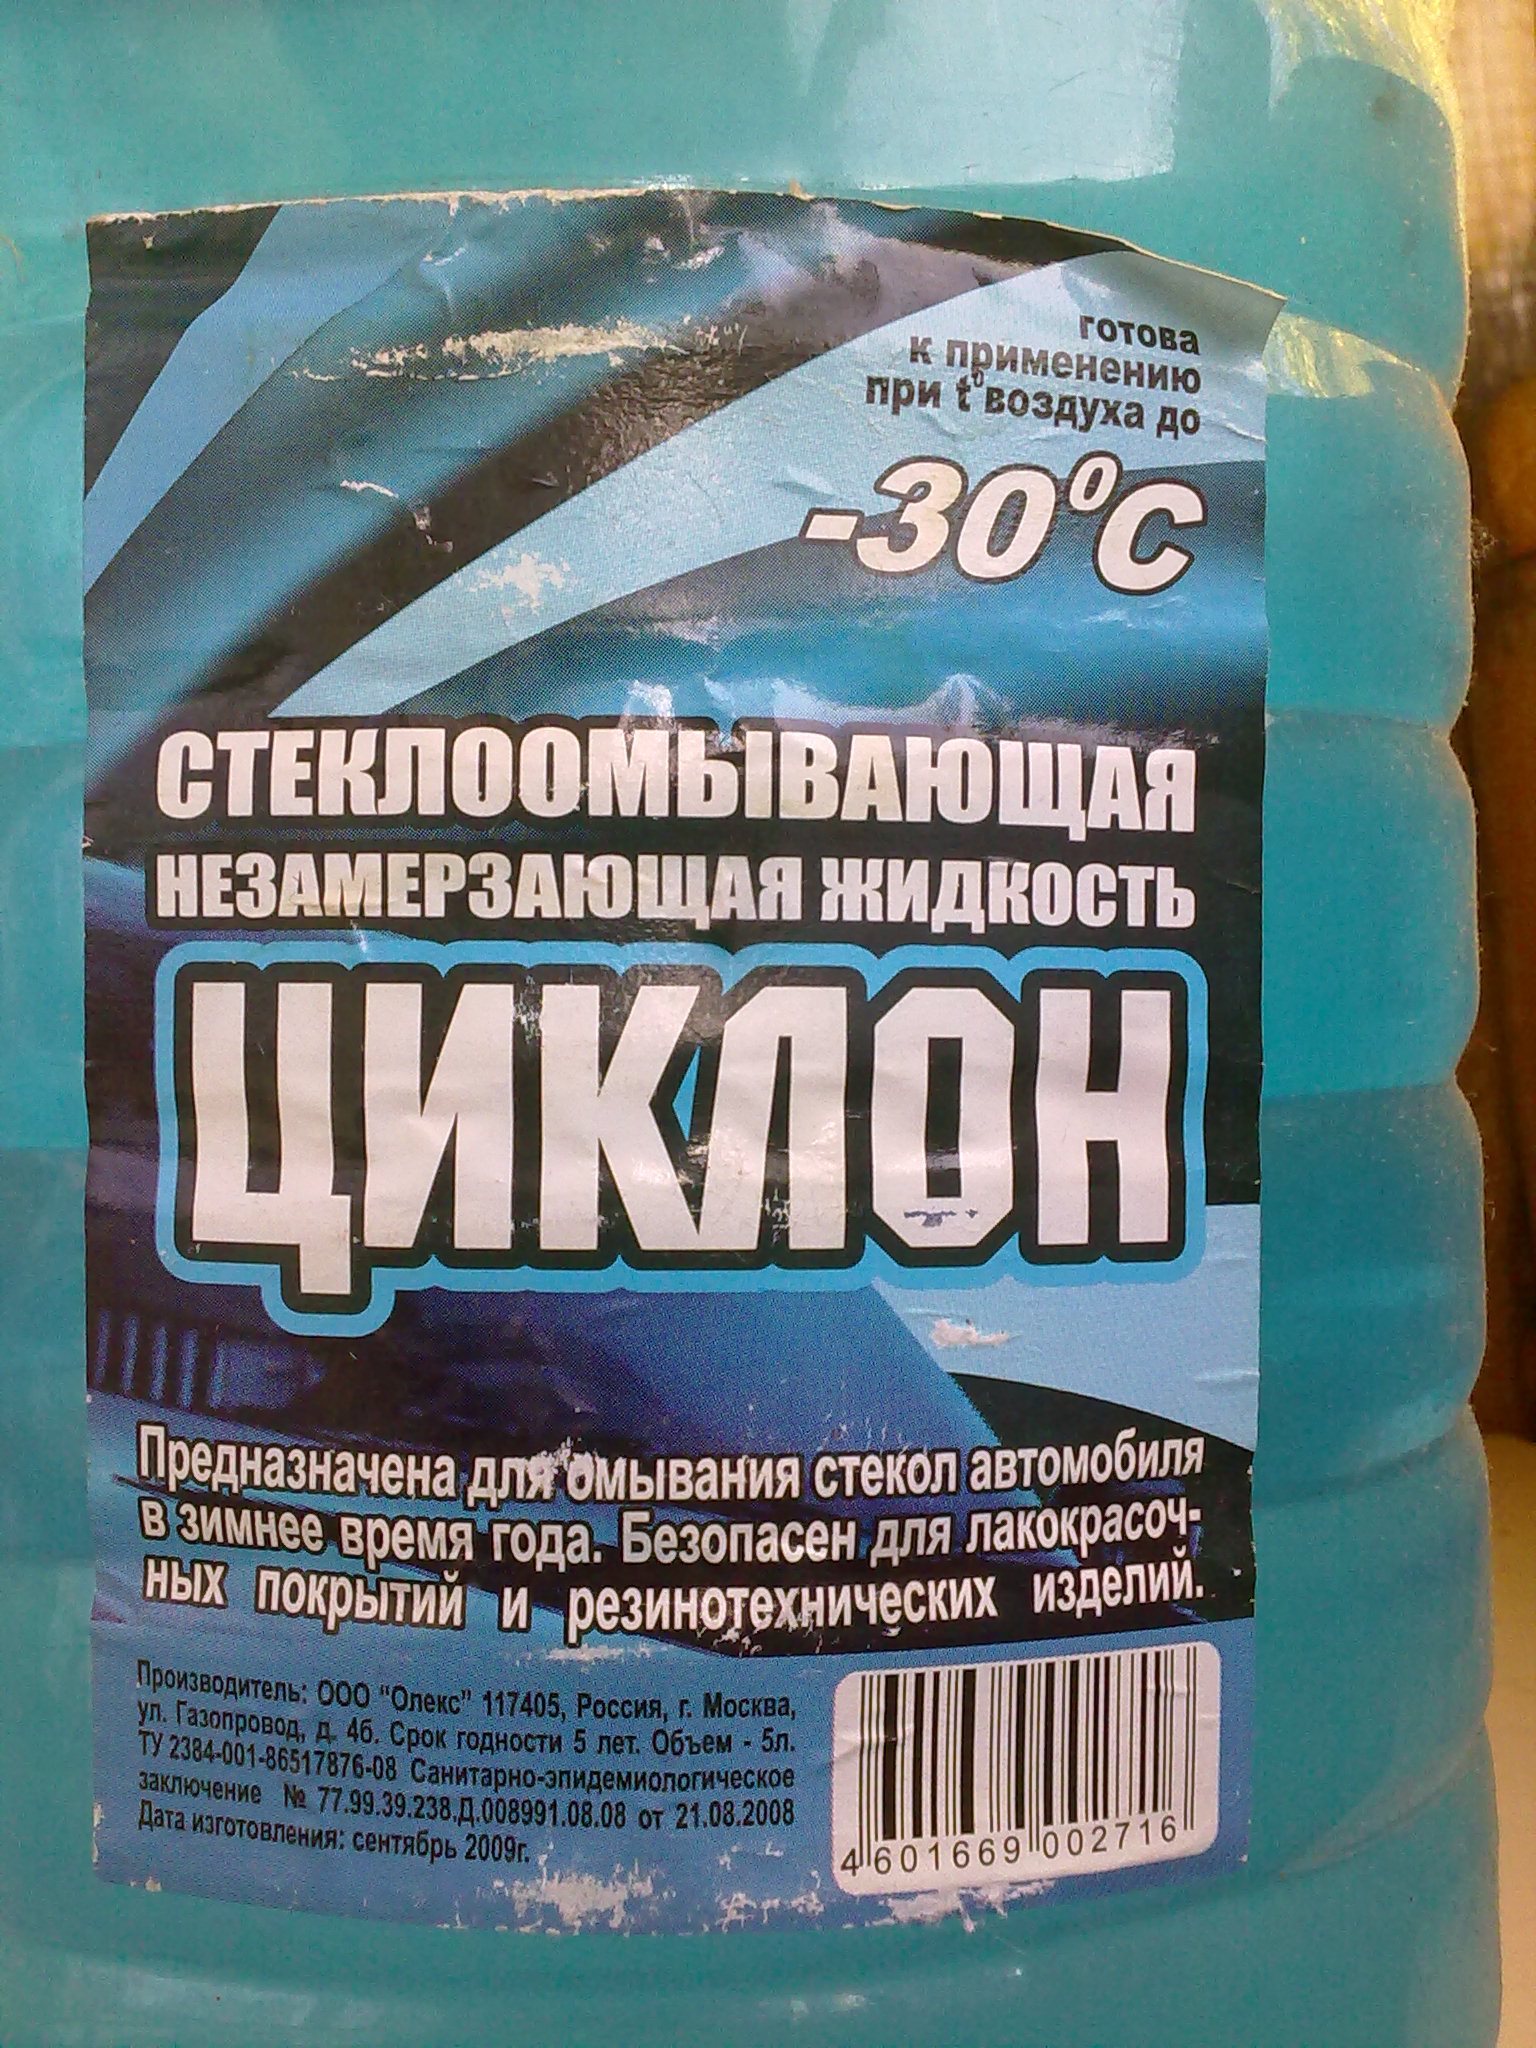 готова
к применению
при t⁰воздуха до
-30⁰С
СТЕКЛООМЫВАЮЩАЯ
НЕЗАМЕРЗАЮЩАЯ ЖИДКОСТЬ
ЦИКЛОН
Предназначена для омывания стекол автомобиля
в зимнее время года. Безопасен для лакокрасоч-
ных покрытий и резинотехнических изделий.
Производитель: ООО "Олекс" 117405, Россия, г. Москва,
ул. Газопровод, д. 4б. Срок годности 5 лет. Объем - 5л.
ТУ 2384-001-86517876-08 Санитарно-эпидемиологическое
заключение № 77.99.39.238.Д.008991.08.08 от 21.08.2008
Дата изготовления: сентябрь 2009г.
4 601669 002716